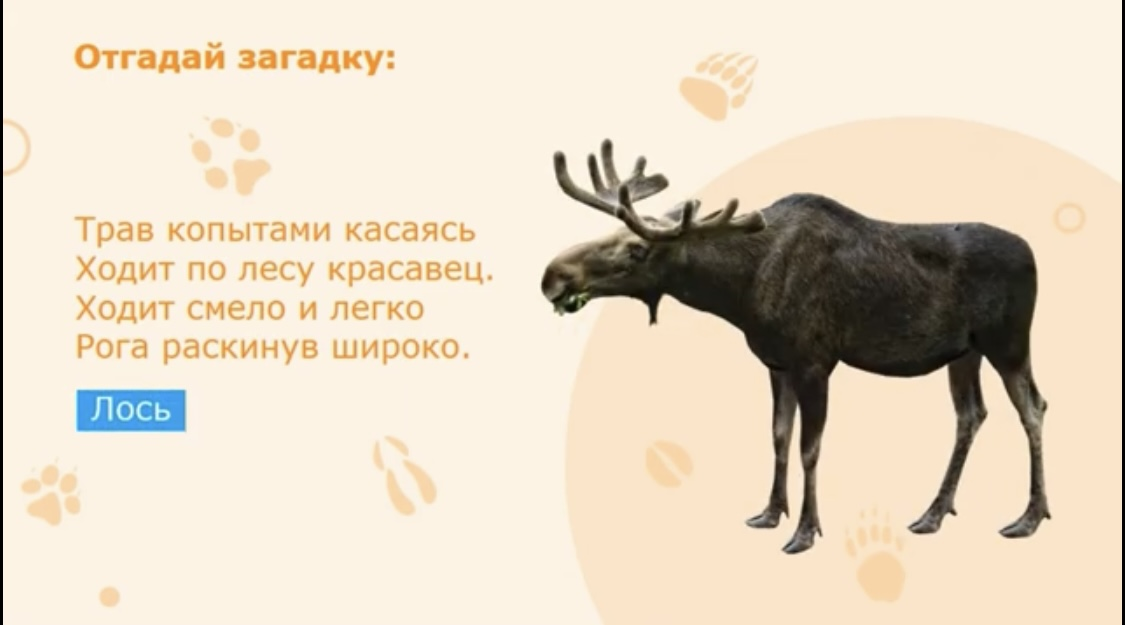 Отгадай загадку:
Трав копытами касаясь
Ходит по лесу красавец.
Ходит смело и легко
Рога раскинув широко.
Лось